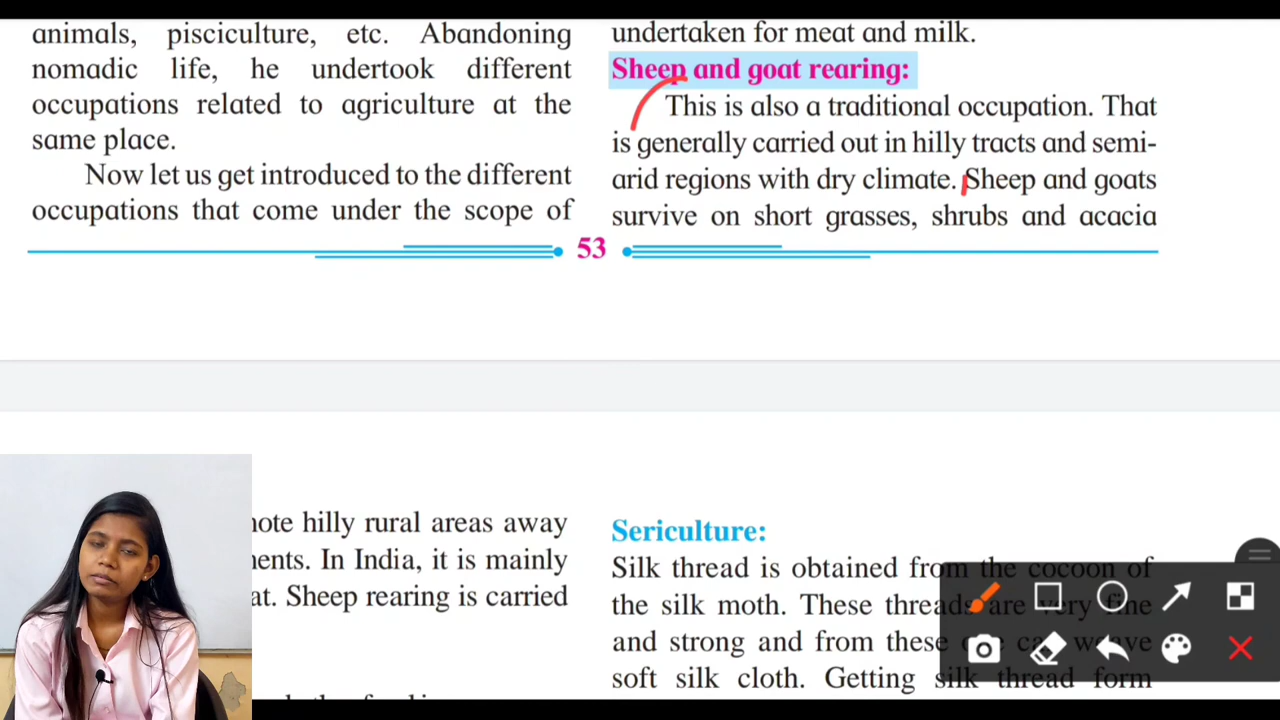 animals, pisciculture, etc. Abandoning
nomadic life, he undertook different
occupations related to agriculture at the
same place.
Now let us get introduced to the different
occupations that come under the scope of
undertaken for meat and milk.
Sheep and goat rearing:
This is also a traditional occupation. That
is generally carried out in hilly tracts and semi-
arid regions with dry climate. Sheep and goats
survive on short grasses, shrubs and acacia
53
hilly rural areas away
In India, it is mainly
Sheep rearing is carried
Sericulture:
Silk thread is obtained from the cocoon of
the silk moth. These threads are very fine
and strong and from these one can weave
soft silk cloth. Getting silk thread form